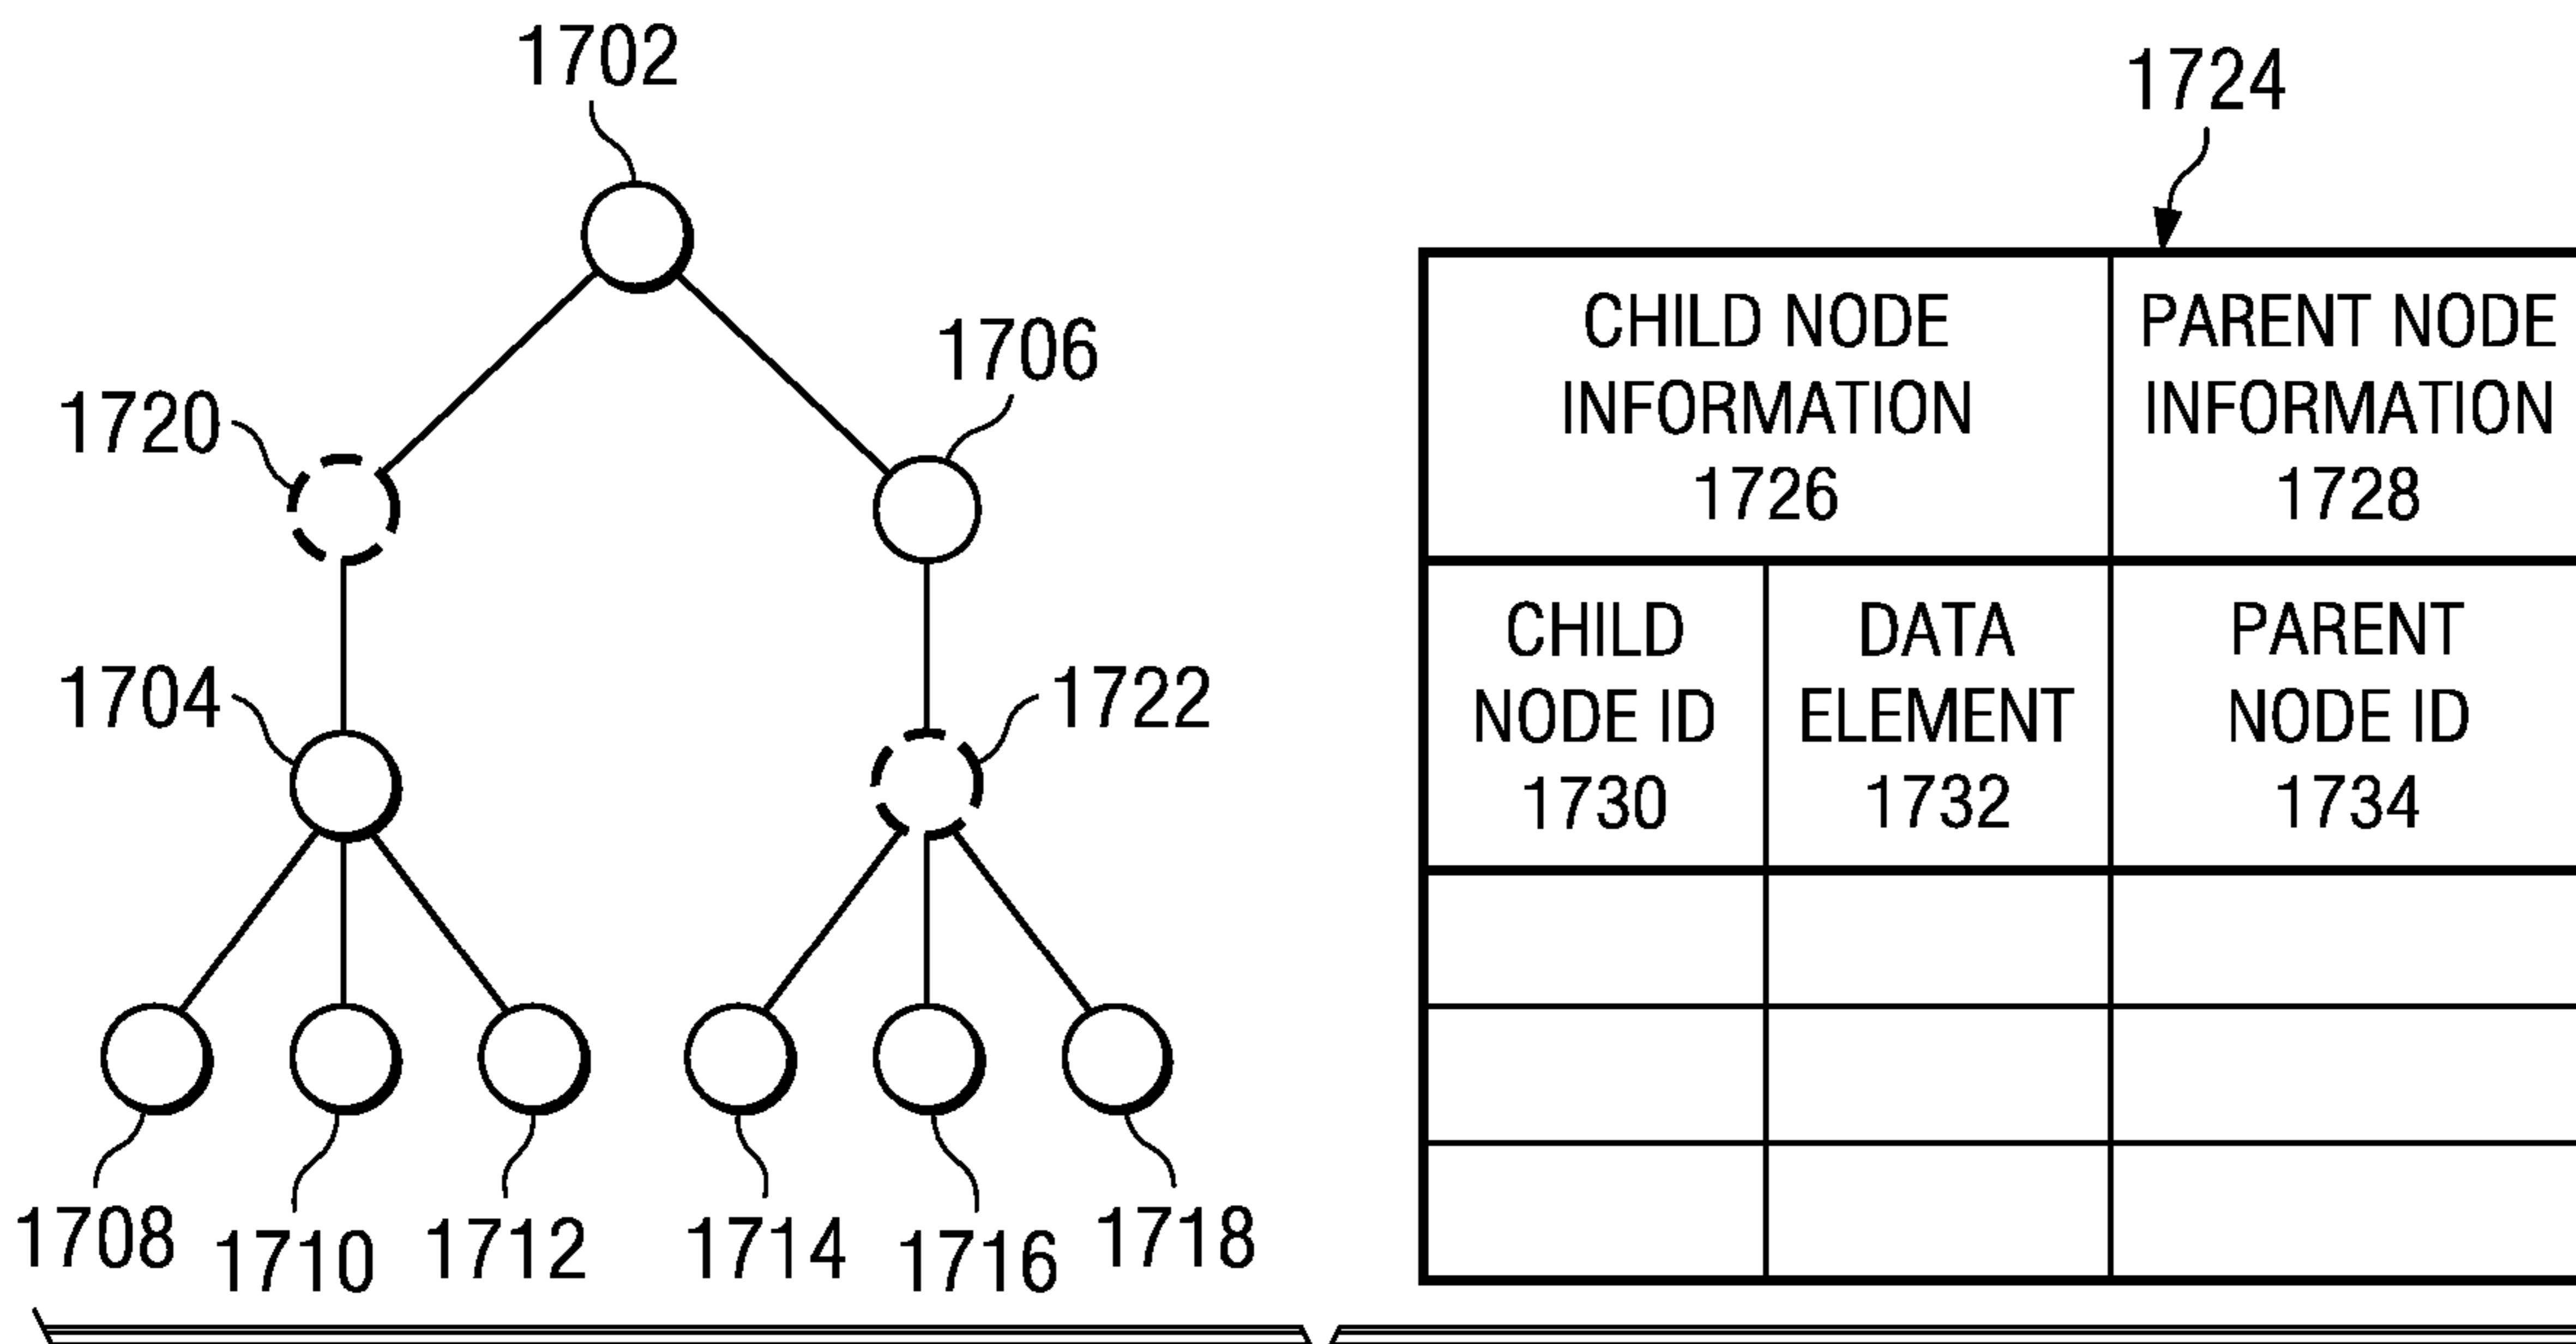 1702
1706
1720
1704
1722
1708
1710
1712
1714
1716
1718
1724
CHILD NODE
INFORMATION
1726
PARENT NODE
INFORMATION
1728
CHILD
NODE ID
1730
DATA
ELEMENT
1732
PARENT
NODE ID
1734